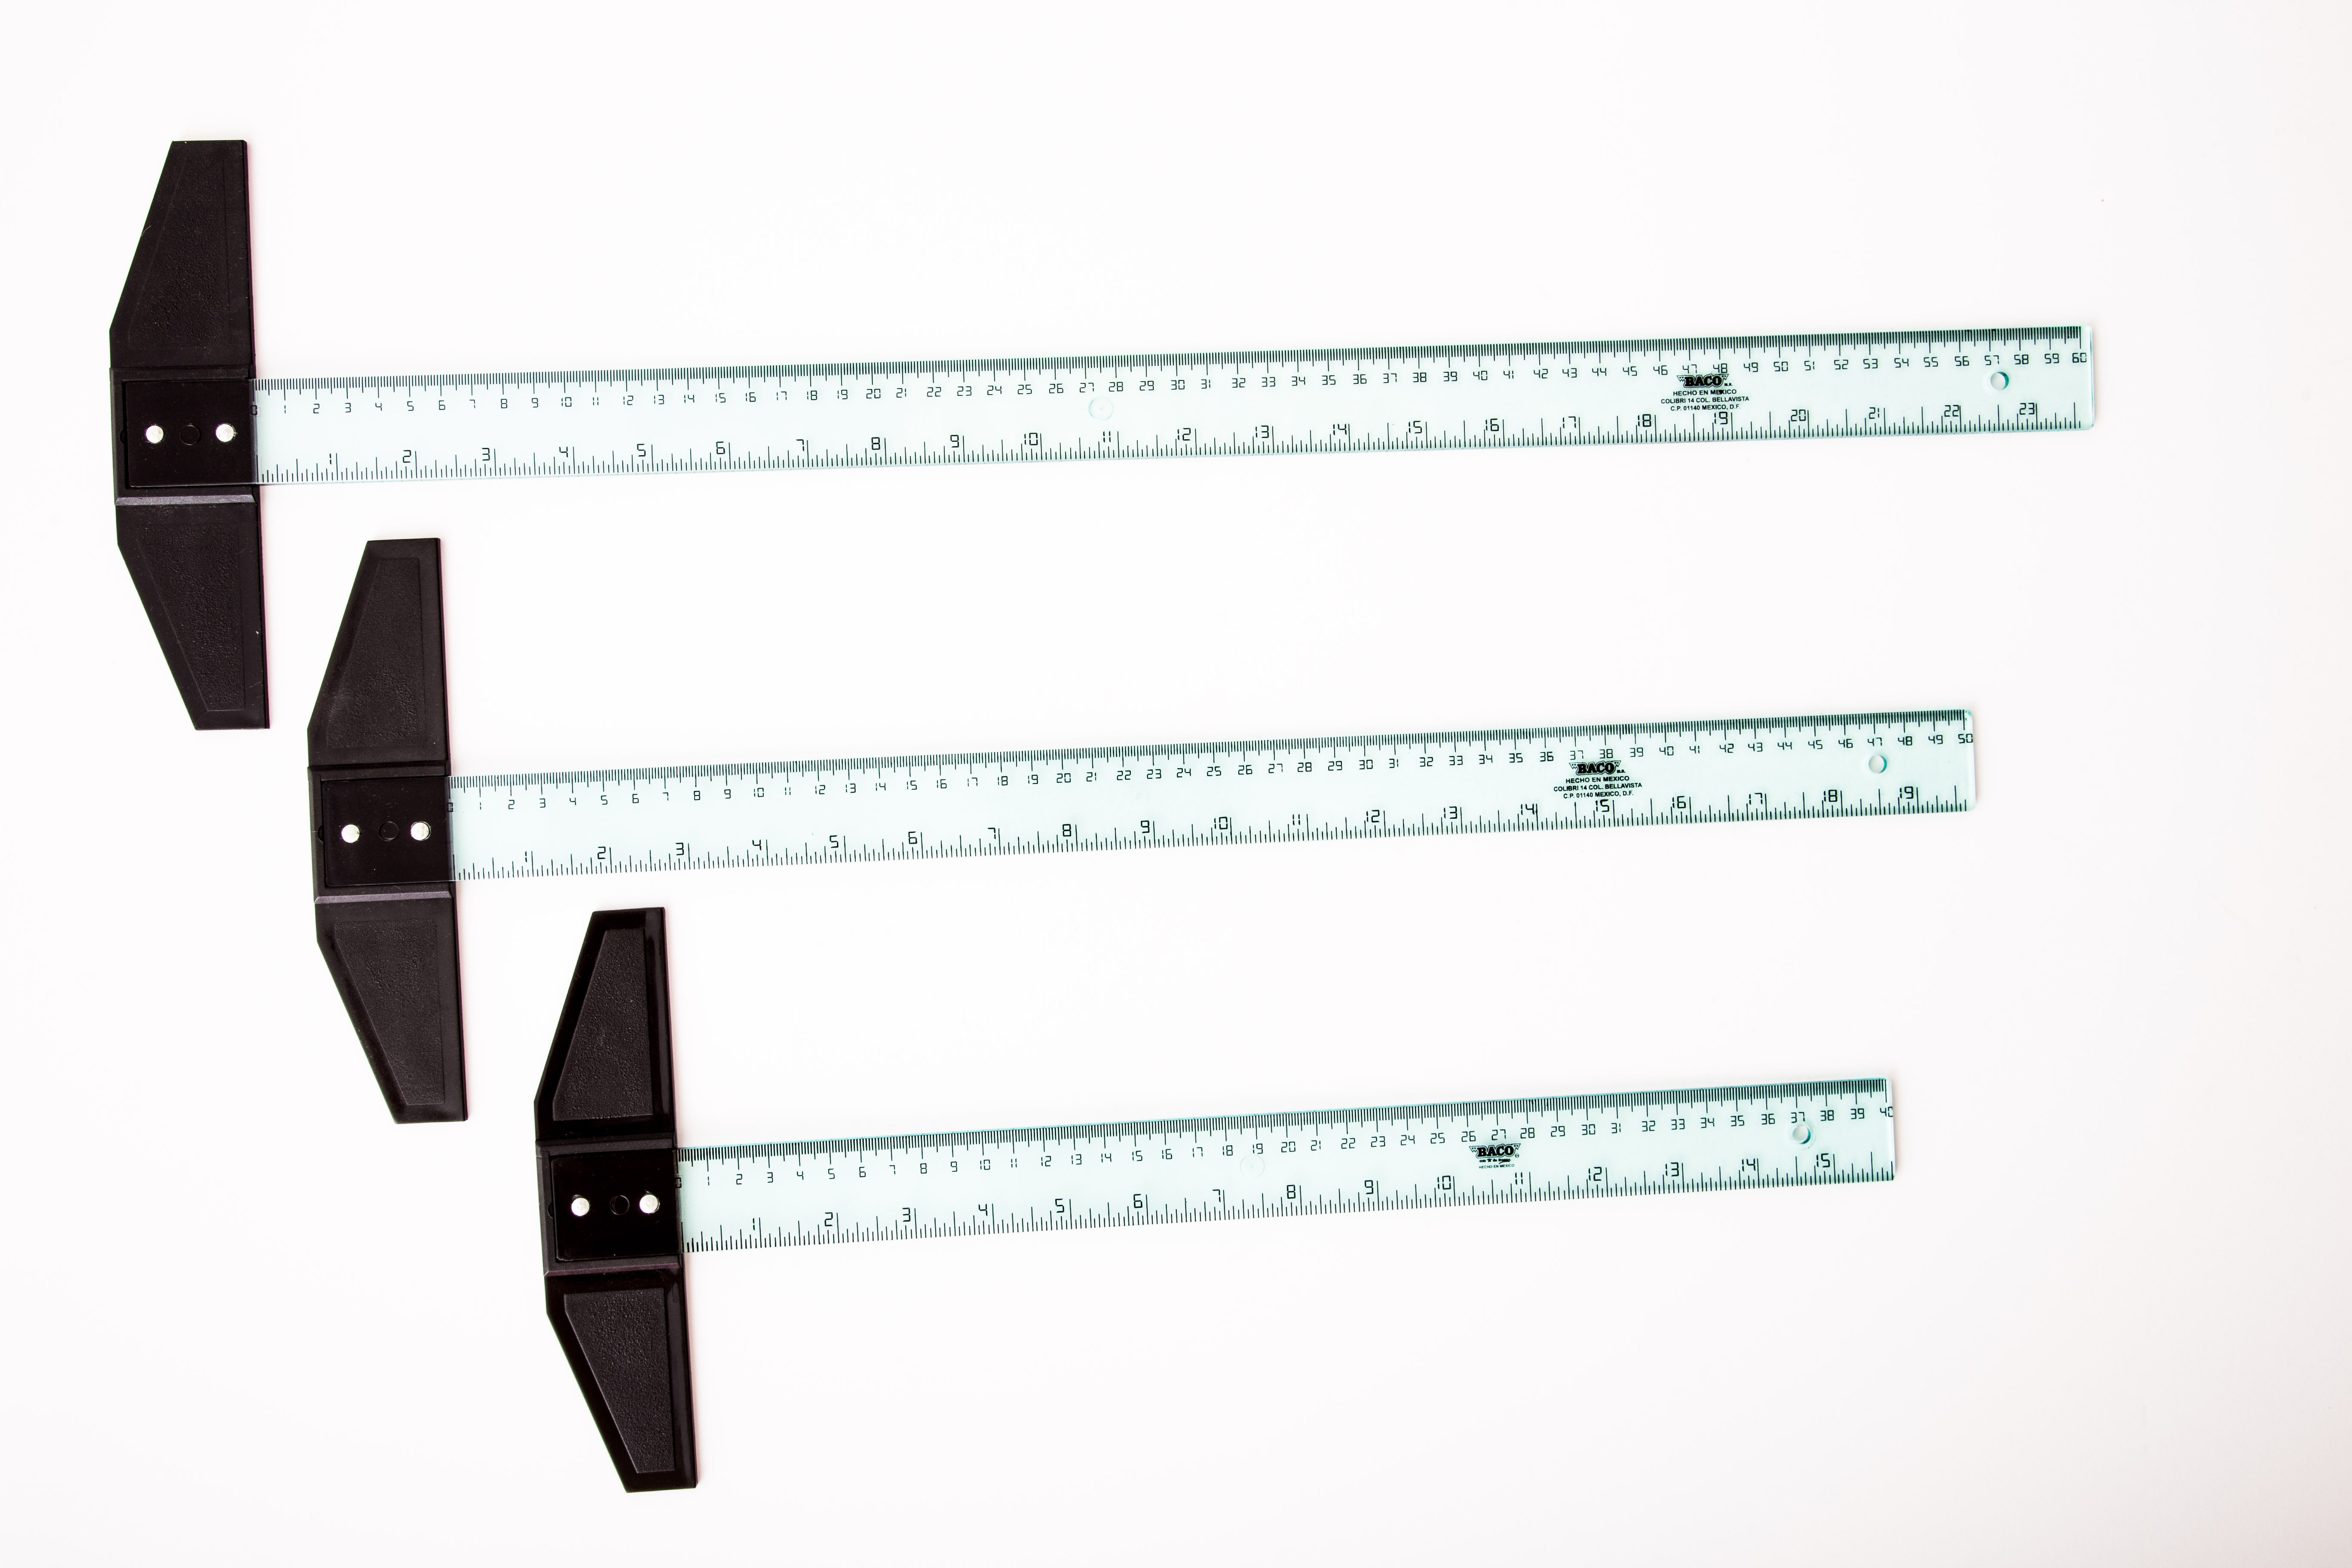 0 1 2 3 4 5 6 7 8 9 10 11 12 13 14 15 16 17 18 19 20 21 22 23 24 25 26 27 28 29 30 31 32 33 34 35 36 37 38 39 40 41 42 43 44 45 46 47 48 49 50 51 52 53 54 55 56 57 58 59 60
BACO
HECHO EN MEXICO
COLIBRI 14 COL. BELLAVISTA
C.P. 01140 MEXICO, D.F.
1 2 3 4 5 6 7 8 9 10 11 12 13 14 15 16 17 18 19 20 21 22 23
0 1 2 3 4 5 6 7 8 9 10 11 12 13 14 15 16 17 18 19 20 21 22 23 24 25 26 27 28 29 30 31 32 33 34 35 36 37 38 39 40 41 42 43 44 45 46 47 48 49 50
BACO
HECHO EN MEXICO
COLIBRI 14 COL. BELLAVISTA
C.P. 01140 MEXICO, D.F.
1 2 3 4 5 6 7 8 9 10 11 12 13 14 15 16 17 18 19
0 1 2 3 4 5 6 7 8 9 10 11 12 13 14 15 16 17 18 19 20 21 22 23 24 25 26 27 28 29 30 31 32 33 34 35 36 37 38 39 40
BACO
HECHO EN MEXICO
1 2 3 4 5 6 7 8 9 10 11 12 13 14 15